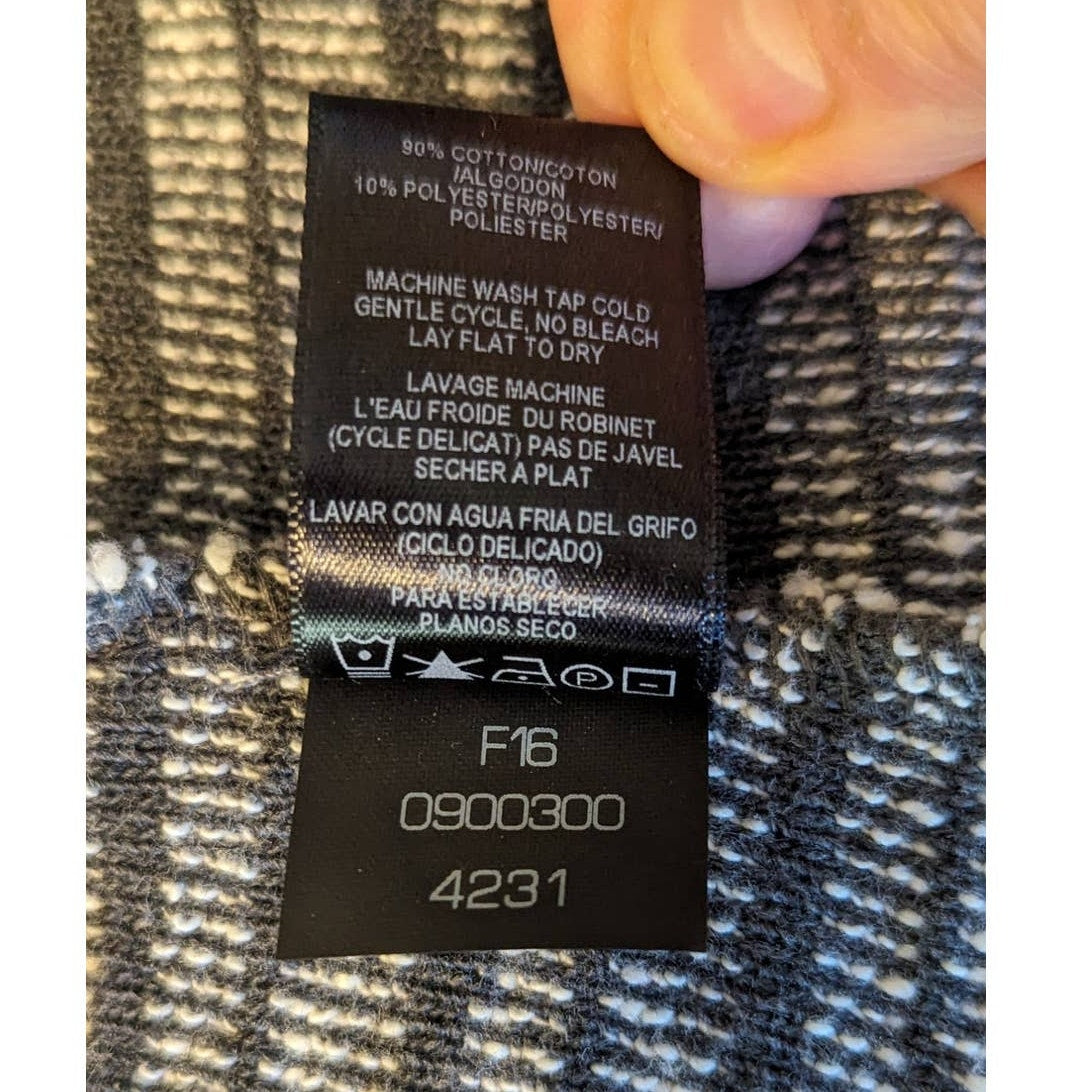 90% COTTON/COTON
/ALGODON
10% POLYESTER/POLYESTER/
POLIESTER
MACHINE WASH TAP COLD
GENTLE CYCLE, NO BLEACH
LAY FLAT TO DRY
LAVAGE MACHINE
L'EAU FROIDE DU ROBINET
(CYCLE DELICAT) PAS DE JAVEL
SECHER A PLAT
LAVAR CON AGUA FRIA DEL GRIFO
(CICLO DELICADO)
NO CLORO
PARA ESTABLECER
PLANOS SECO
P
F16
0900300
4231